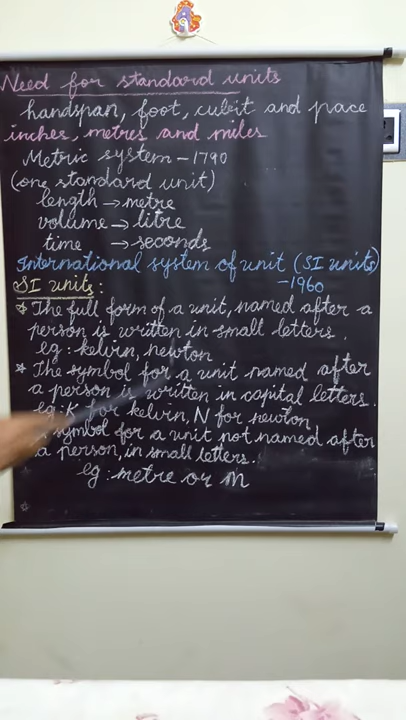 Need for standard units
handspan, foot, cubit and pace
inches, metres and miles
Metric system - 1790
(one standard unit)
length → metre
volume → litre
time → seconds
International system of unit (SI units)
- 1960
SI units:
* The full form of a unit, named after a
person is written in small letters.
eg: kelvin, newton
* The symbol for a unit named after
a person is written in capital letters.
eg: K for kelvin, N for newton
symbol for a unit not named after
a person, in small letters.
eg: metre or m